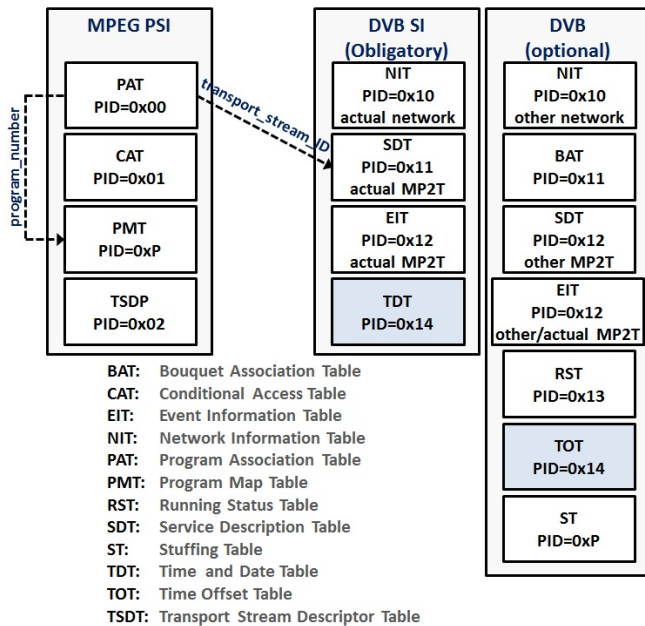 MPEG PSI
PAT
PID=0x00
CAT
PID=0x01
PMT
PID=0xP
TSDP
PID=0x02
program_number
transport_stream_ID
DVB SI
(Obligatory)
NIT
PID=0x10
actual network
SDT
PID=0x11
actual MP2T
EIT
PID=0x12
actual MP2T
TDT
PID=0x14
DVB
(optional)
NIT
PID=0x10
other network
BAT
PID=0x11
SDT
PID=0x12
other MP2T
EIT
PID=0x12
other/actual MP2T
RST
PID=0x13
TOT
PID=0x14
ST
PID=0xP
BAT: Bouquet Association Table
CAT: Conditional Access Table
EIT: Event Information Table
NIT: Network Information Table
PAT: Program Association Table
PMT: Program Map Table
RST: Running Status Table
SDT: Service Description Table
ST: Stuffing Table
TDT: Time and Date Table
TOT: Time Offset Table
TSDT: Transport Stream Descriptor Table